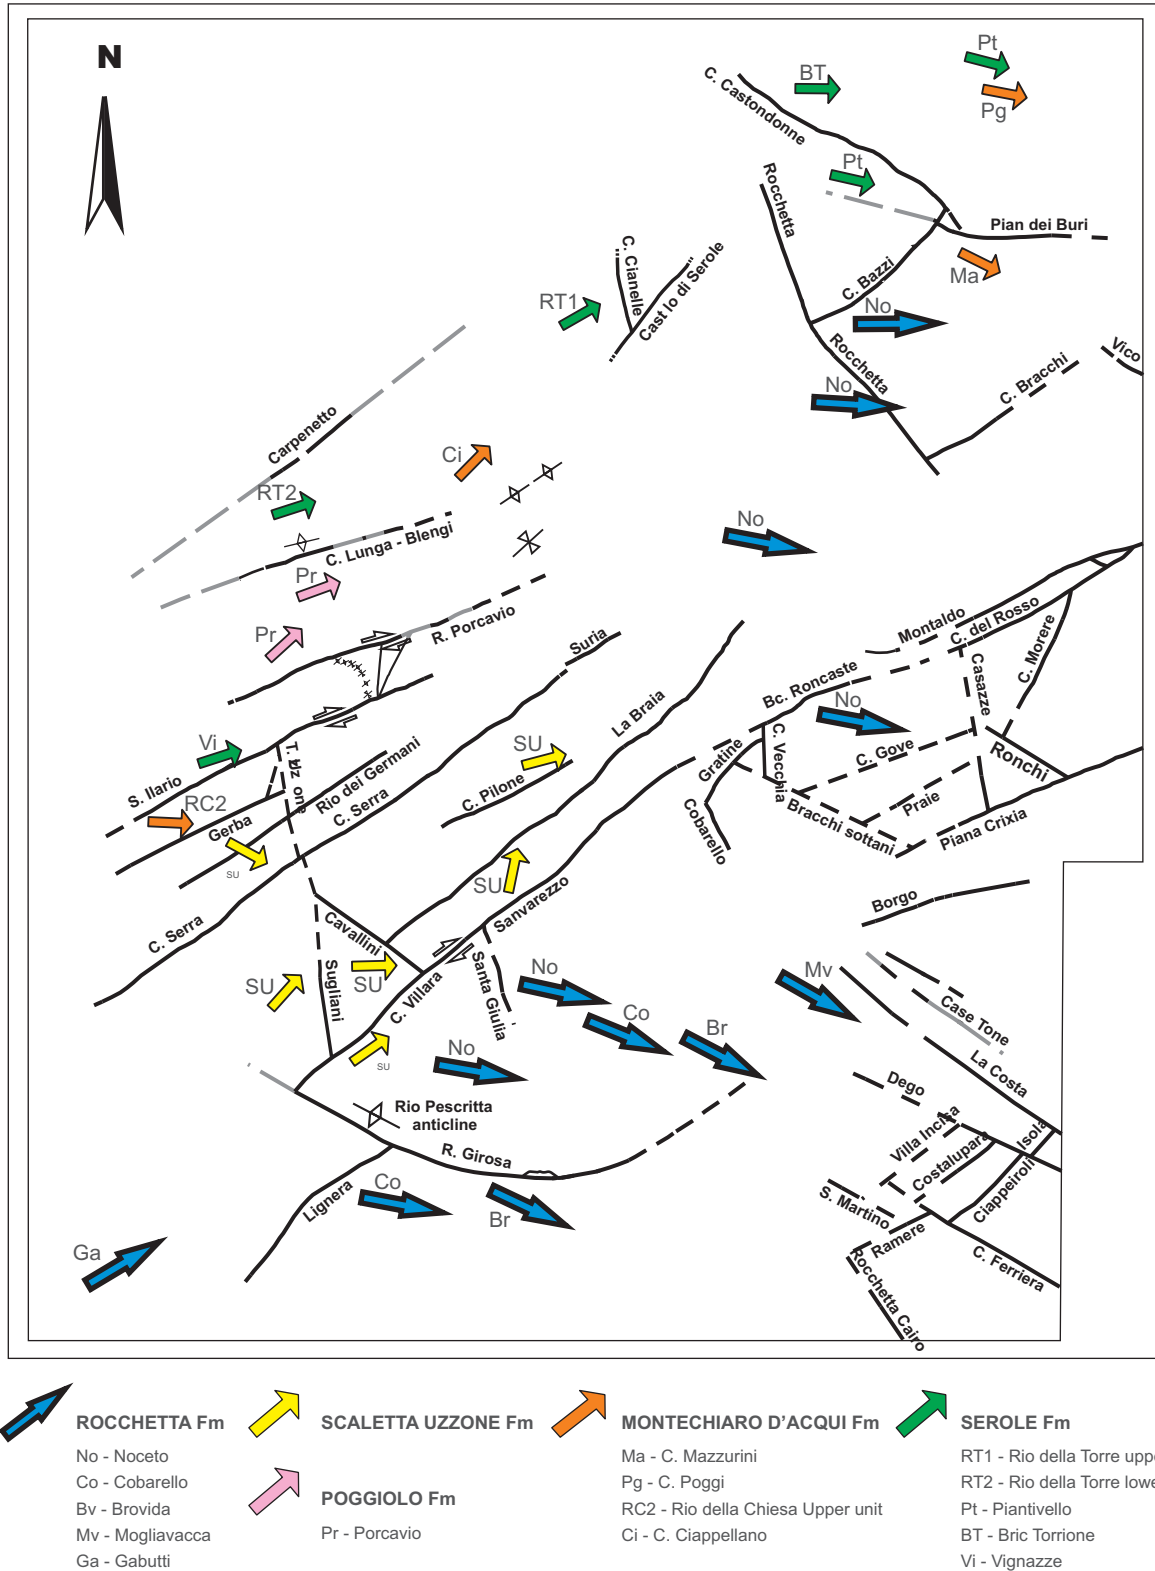 N
Pt
BT
Pg
C. Castondonne
Pt
Rocchetta
Pian dei Buri
C. Cianelle
Cast lo di Serole
C. Bazzi
Ma
RT1
No
Rocchetta
Vico
C. Bracchi
No
Carpenetto
Ci
RT2
No
C. Lunga - Blengi
Pr
Pr
R. Porcavio
Suria
Montaldo
C. del Rosso
C. Morere
Casazze
Bc. Roncaste
La Braia
No
Vi
T. Uz one
SU
C. Vecchia
Gratine
C. Gove
Ronchi
S. Ilario
Rio dei Germani
C. Pilone
RC2
Gerba
C. Serra
Praie
Cobarello
Bracchi sottani
Piana Crixia
SU
SU
Sanvarezzo
Borgo
C. Serra
Cavallini
SU
SU
Sugliani
C. Villara
Santa Giulia
No
Mv
Case Tone
Co
Br
No
SU
La Costa
Dego
Rio Pescritta
anticline
Villa Incisa
Isola
R. Girosa
Costalupara
Ciappeiroli
Lignera
Co
Br
S. Martino
Ramere
Ga
C. Ferriera
Rocchetta Cairo
ROCCHETTA Fm
No - Noceto
Co - Cobarello
Bv - Brovida
Mv - Mogliavacca
Ga - Gabutti
SCALETTA UZZONE Fm
POGGIOLO Fm
Pr - Porcavio
MONTECHIARO D'ACQUI Fm
Ma - C. Mazzurini
Pg - C. Poggi
RC2 - Rio della Chiesa Upper unit
Ci - C. Ciappellano
SEROLE Fm
RT1 - Rio della Torre uppe
RT2 - Rio della Torre lowe
Pt - Piantivello
BT - Bric Torrione
Vi - Vignazze